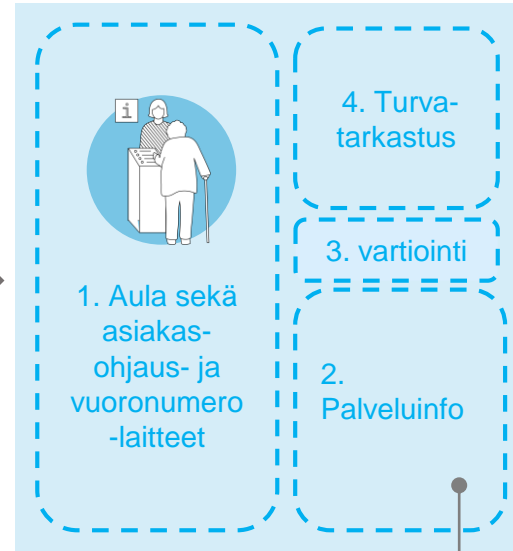 i
1. Aula sekä
asiakas-
ohjaus- ja
vuoronumero
-laitteet
4. Turva-
tarkastus
3. vartiointi
2.
Palveluinfo